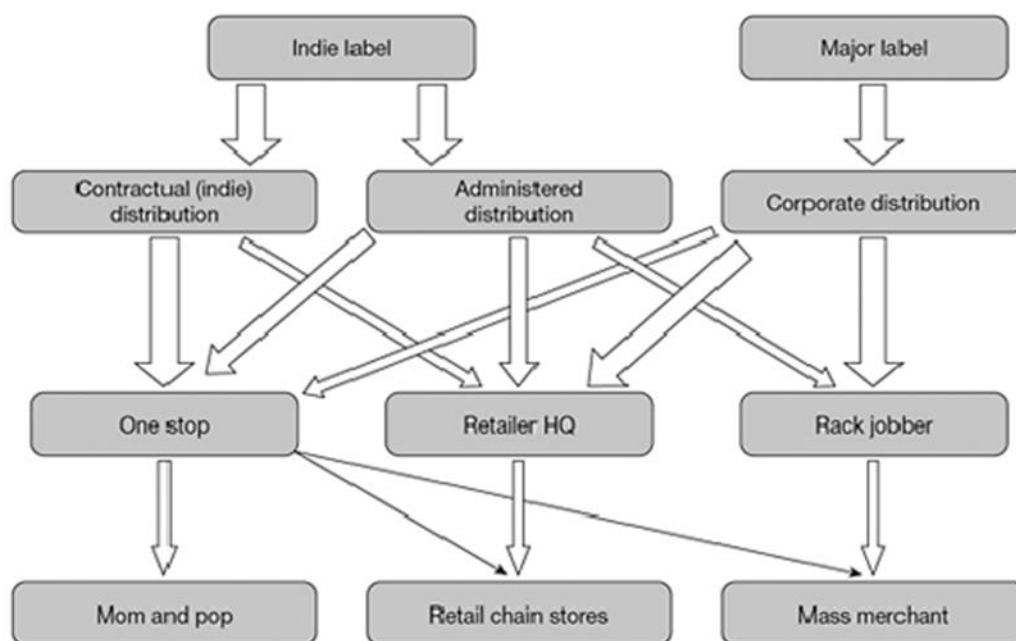 Indie label
Major label
Contractual (indie)
distribution
Administered
distribution
Corporate distribution
One stop
Retailer HQ
Rack jobber
Mom and pop
Retail chain stores
Mass merchant